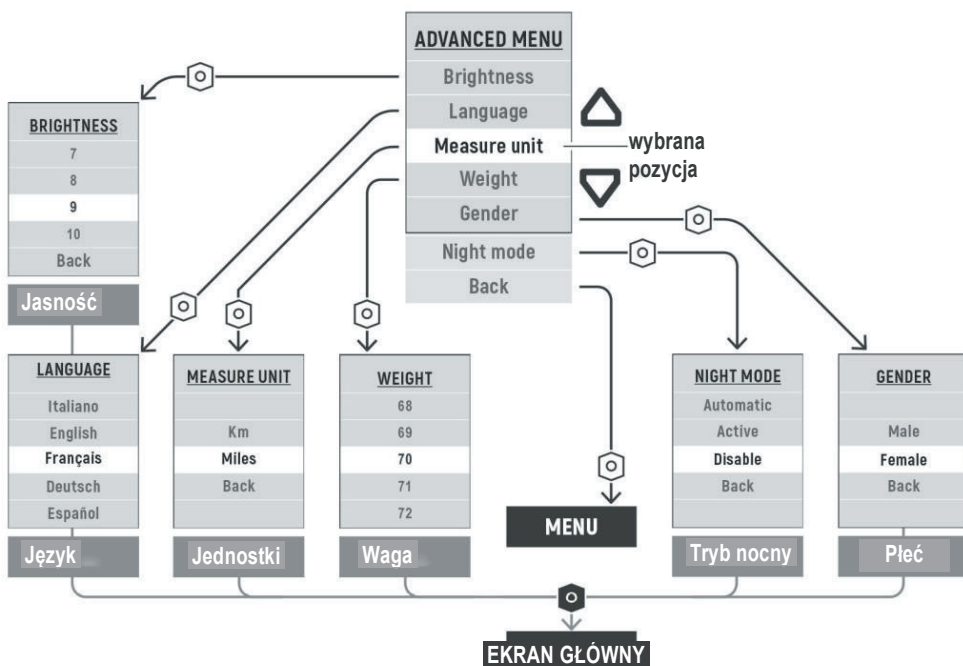 ADVANCED MENU
Brightness
Language
Measure unit
Weight
Gender
Night mode
Back
wybrana
pozycja
BRIGHTNESS
7
8
9
10
Back
Jasność
LANGUAGE
Italiano
English
Français
Deutsch
Español
Język
MEASURE UNIT
Km
Miles
Back
Jednostki
WEIGHT
68
69
70
71
72
Waga
MENU
NIGHT MODE
Automatic
Active
Disable
Back
Tryb nocny
GENDER
Male
Female
Back
Płeć
EKRAN GŁÓWNY